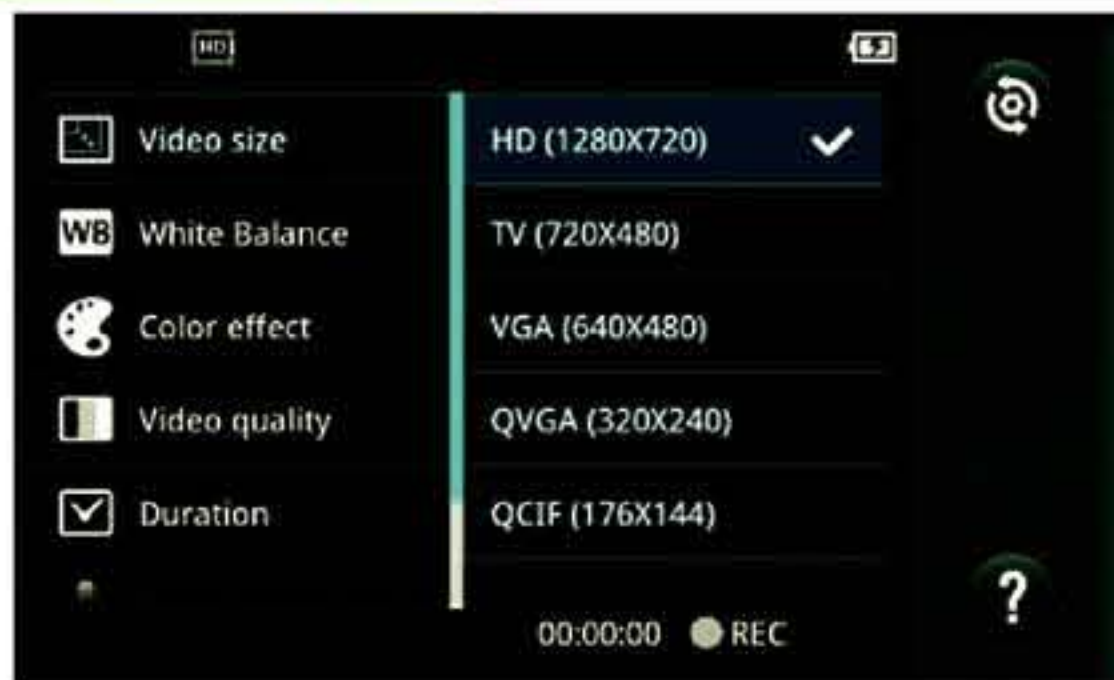 HD
Video size
HD (1280X720)
WB White Balance
TV (720X480)
Color effect
VGA (640X480)
Video quality
QVGA (320X240)
Duration
QCIF (176X144)
?
00:00:00 REC